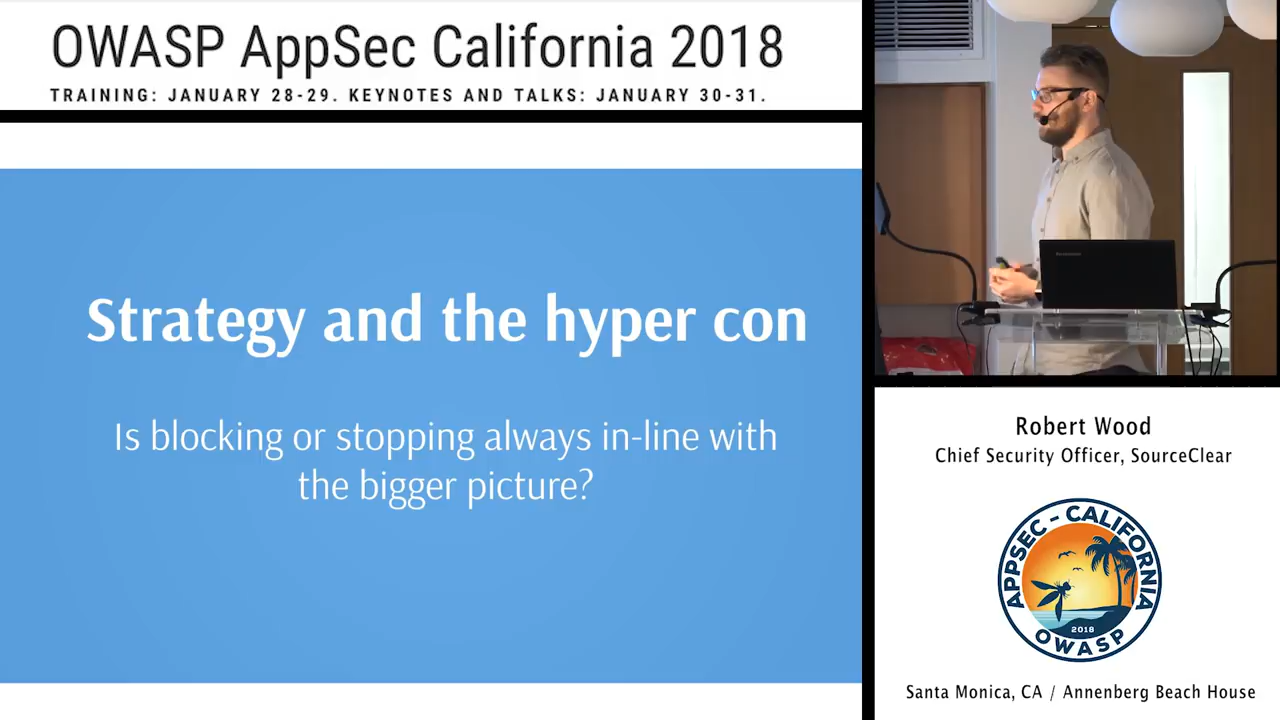 OWASP AppSec California 2018
TRAINING: JANUARY 28-29. KEYNOTES AND TALKS: JANUARY 30-31.
Strategy and the hyper con
Is blocking or stopping always in-line with
the bigger picture?
Robert Wood
Chief Security Officer, SourceClear
APPSEC - CALIFORNIA
2018
OWASP
Santa Monica, CA / Annenberg Beach House